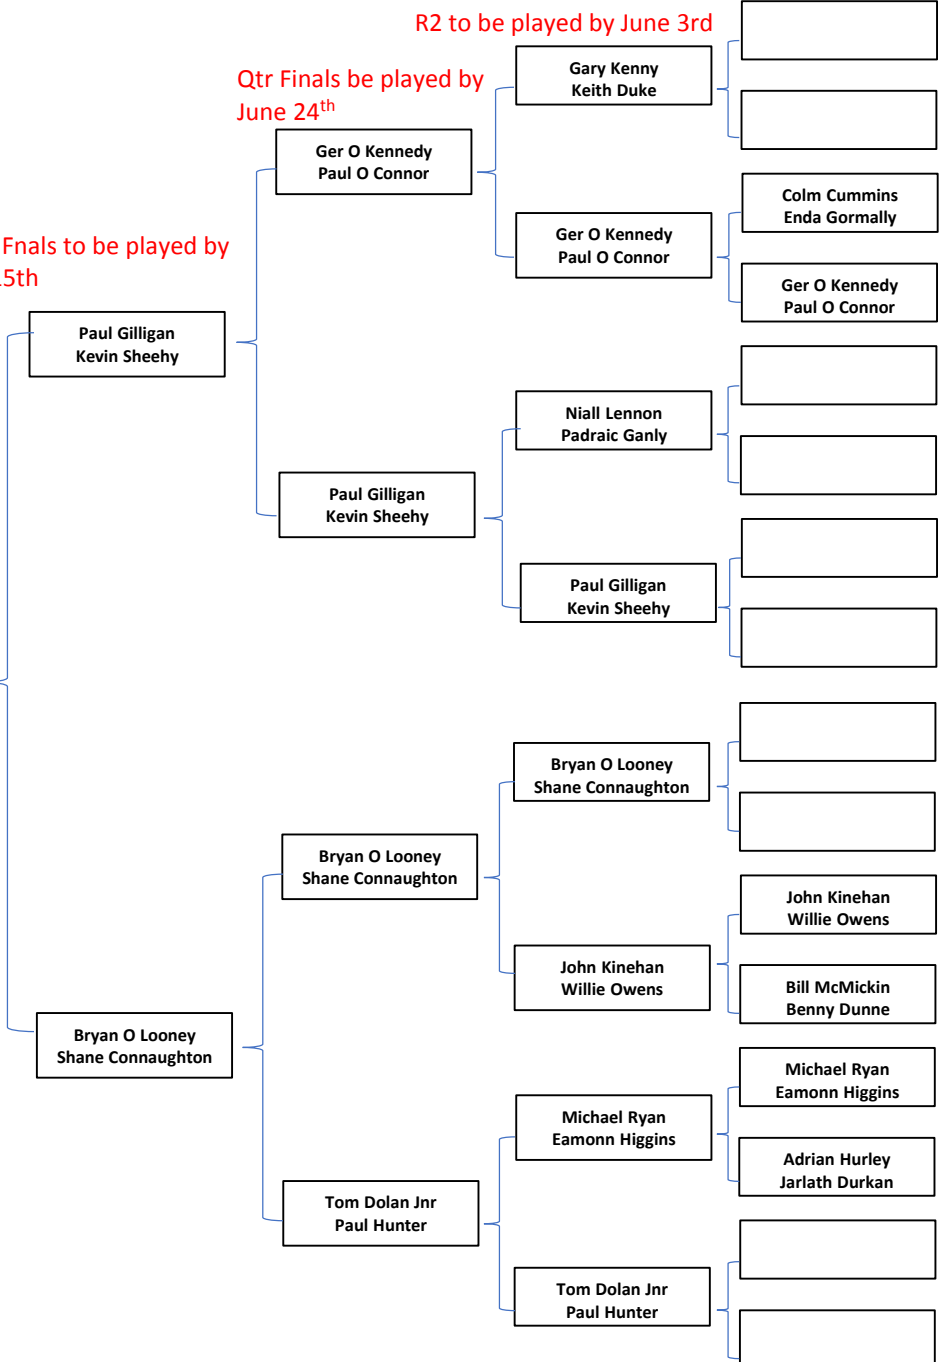 R2 to be played by June 3rd
Gary Kenny
Keith Duke
Qtr Finals be played by
June 24th
Ger O Kennedy
Paul O Connor
Colm Cummins
Enda Gormally
Ger O Kennedy
Paul O Connor
Fnals to be played by
5th
Ger O Kennedy
Paul O Connor
Paul Gilligan
Kevin Sheehy
Niall Lennon
Padraic Ganly
Paul Gilligan
Kevin Sheehy
Paul Gilligan
Kevin Sheehy
Bryan O Looney
Shane Connaughton
Bryan O Looney
Shane Connaughton
John Kinehan
Willie Owens
John Kinehan
Willie Owens
Bill McMickin
Benny Dunne
Bryan O Looney
Shane Connaughton
Michael Ryan
Eamonn Higgins
Michael Ryan
Eamonn Higgins
Adrian Hurley
Jarlath Durkan
Tom Dolan Jnr
Paul Hunter
Tom Dolan Jnr
Paul Hunter